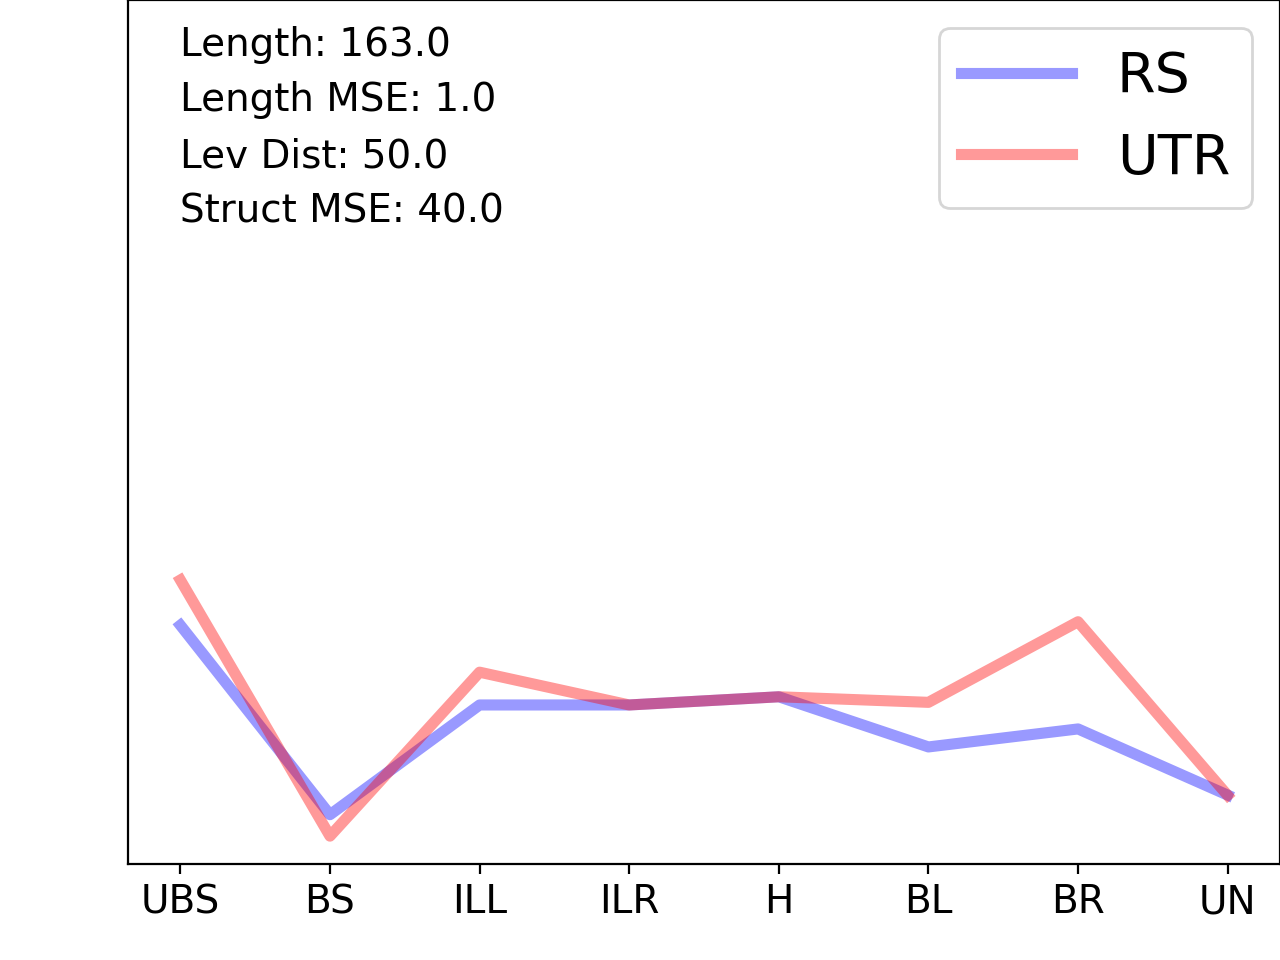 Length: 163.0
Length MSE: 1.0
Lev Dist: 50.0
Struct MSE: 40.0
RS
UTR
UBS BS ILL ILR H BL BR UN